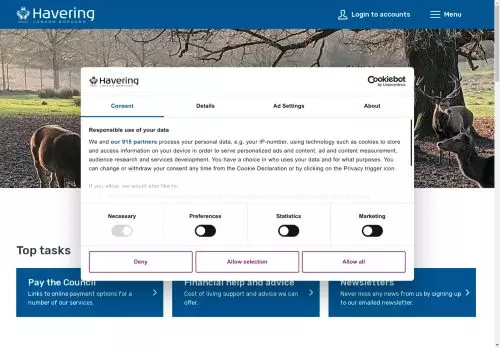 Havering
LONDON BOROUGH
Login to accounts
Menu
Havering
LONDON BOROUGH
Cookiebot
by Usercentrics
Consent
Details
Ad Settings
About
Responsible use of your data
We and our 915 partners process your personal data, e.g. your IP-number, using technology such as cookies to store
and access information on your device in order to serve personalized ads and content, ad and content measurement,
audience research and services development. You have a choice in who uses your data and for what purposes. You
can change or withdraw your consent any time from the Cookie Declaration or by clicking on the Privacy trigger icon.
If you allow, we would also like to:
Necessary
Preferences
Statistics
Marketing
Deny
Allow selection
Allow all
Top tasks
Pay the Council
Links to online payment options for a
number of our services.
Financial help and advice
Cost of living support and advice we can
offer.
Newsletters
Never miss any news from us by signing up
to our emailed newsletter.